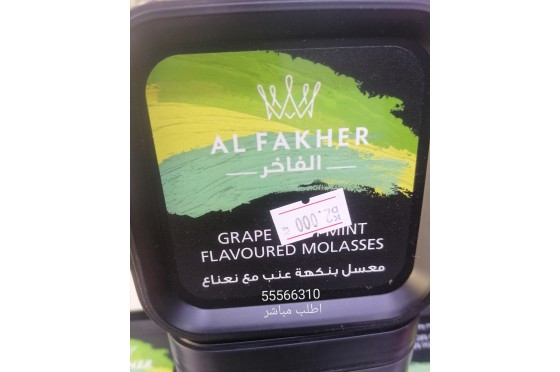 AL FAKHER
الفاخر
GRAPE MINT
FLAVOURED MOLASSES
معسل بنكهة عنب مع نعناع
55566310
اطلب مباشر